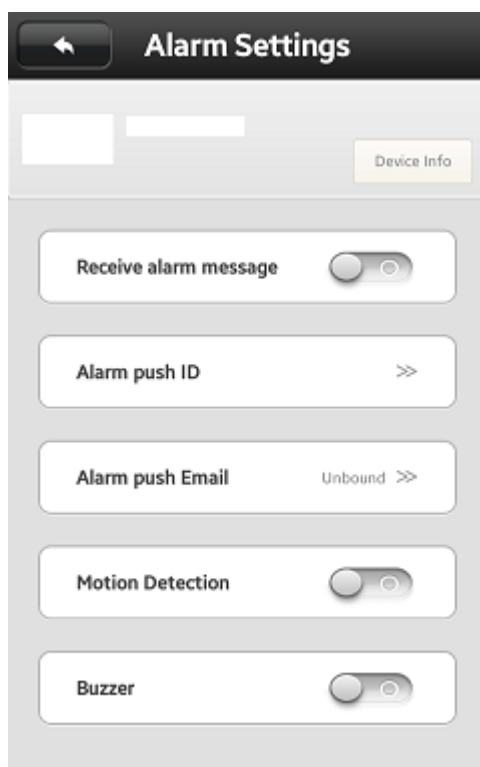 Alarm Settings
Device Info
Receive alarm message
Alarm push ID >>
Alarm push Email Unbound >>
Motion Detection
Buzzer